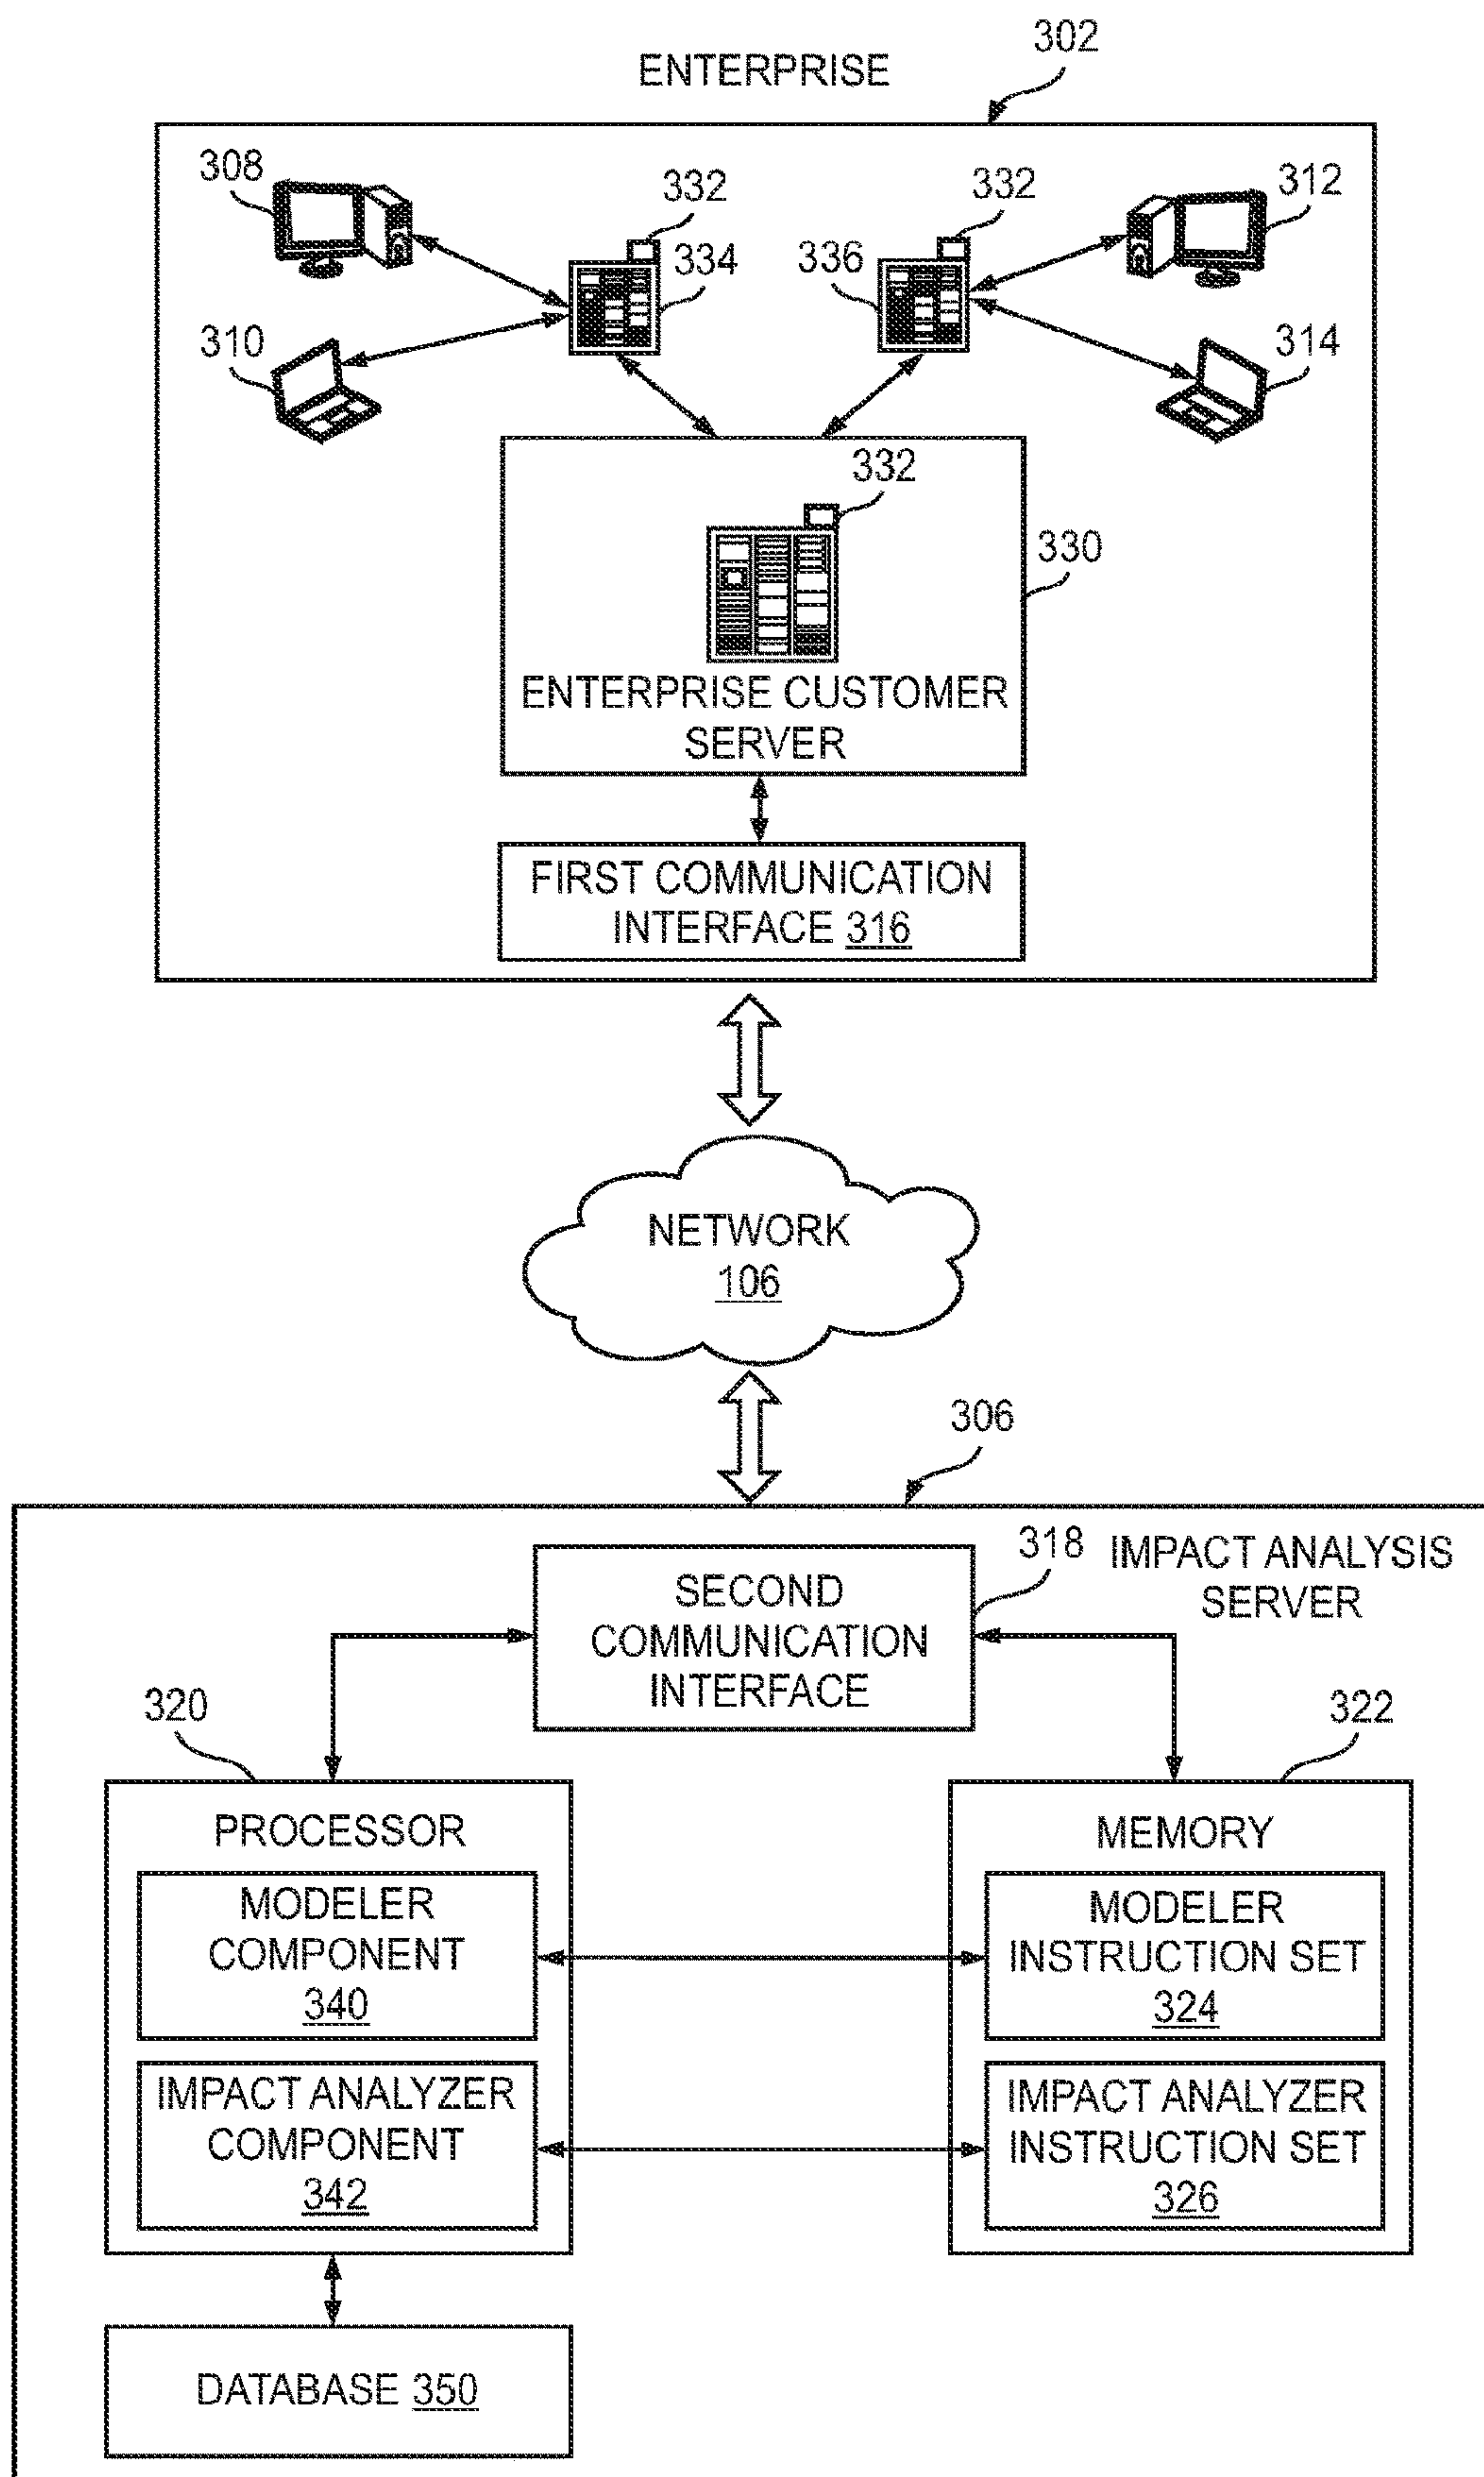 302
ENTERPRISE
308
332
332
312
334
336
310
314
332
330
ENTERPRISE CUSTOMER
SERVER
FIRST COMMUNICATION
INTERFACE 316
NETWORK
106
306
318
IMPACT ANALYSIS
SERVER
SECOND
COMMUNICATION
INTERFACE
320
322
PROCESSOR
MODELER
COMPONENT
340
IMPACT ANALYZER
COMPONENT
342
MEMORY
MODELER
INSTRUCTION SET
324
IMPACT ANALYZER
INSTRUCTION SET
326
DATABASE 350